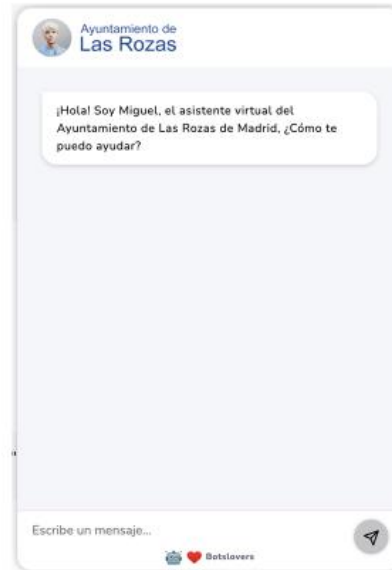 Ayuntamiento de
Las Rozas
¡Hola! Soy Miguel, el asistente virtual del
Ayuntamiento de Las Rozas de Madrid, ¿Cómo te
puedo ayudar?
Escribe un mensaje...
Botslovers